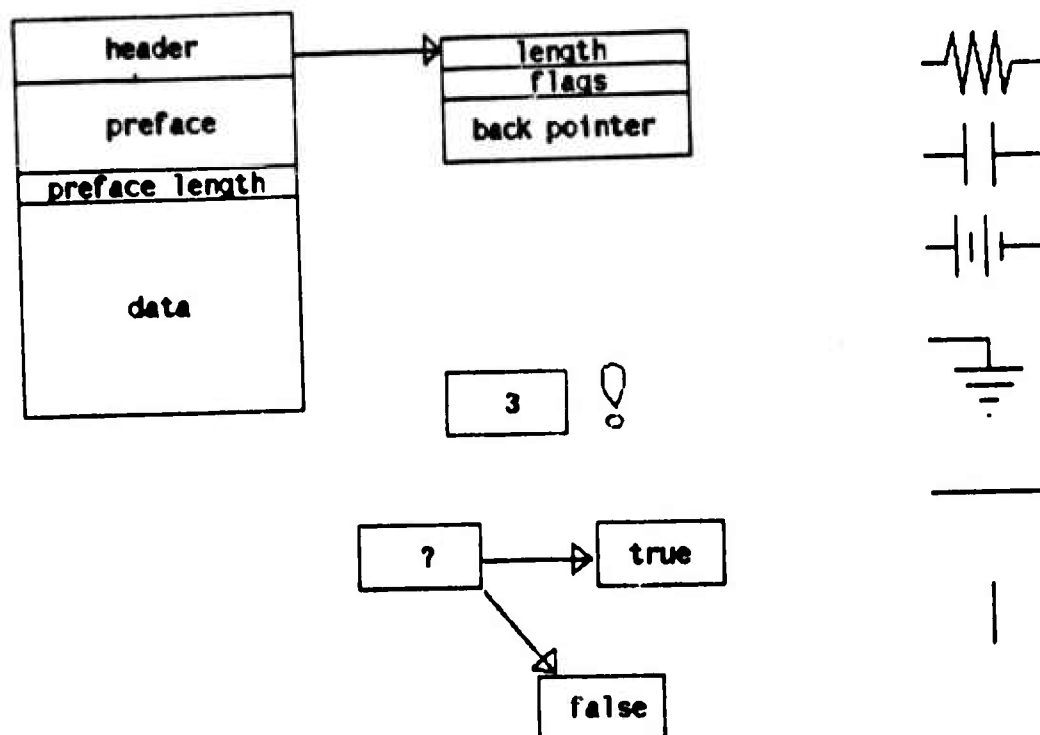 header
preface
preface length
data
length
flags
back pointer
3 !
?
true
false